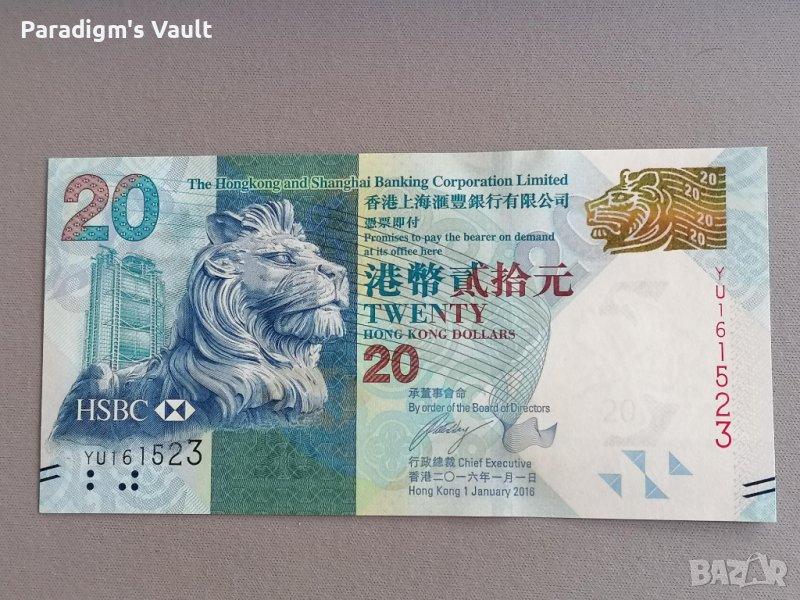 Paradigm's Vault
20
The Hongkong and Shanghai Banking Corporation Limited
香港上海滙豐銀行有限公司
憑票即付
Promises to pay the bearer on demand
at its office here
港幣貳拾元
TWENTY
HONG KONG DOLLARS
20
承董事會命
By order of the Board of Directors
行政總裁 Chief Executive
香港二〇一六年一月一日
Hong Kong 1 January 2016
HSBC
YU161523
20
20
20
20
YU161523
20
BAZAR